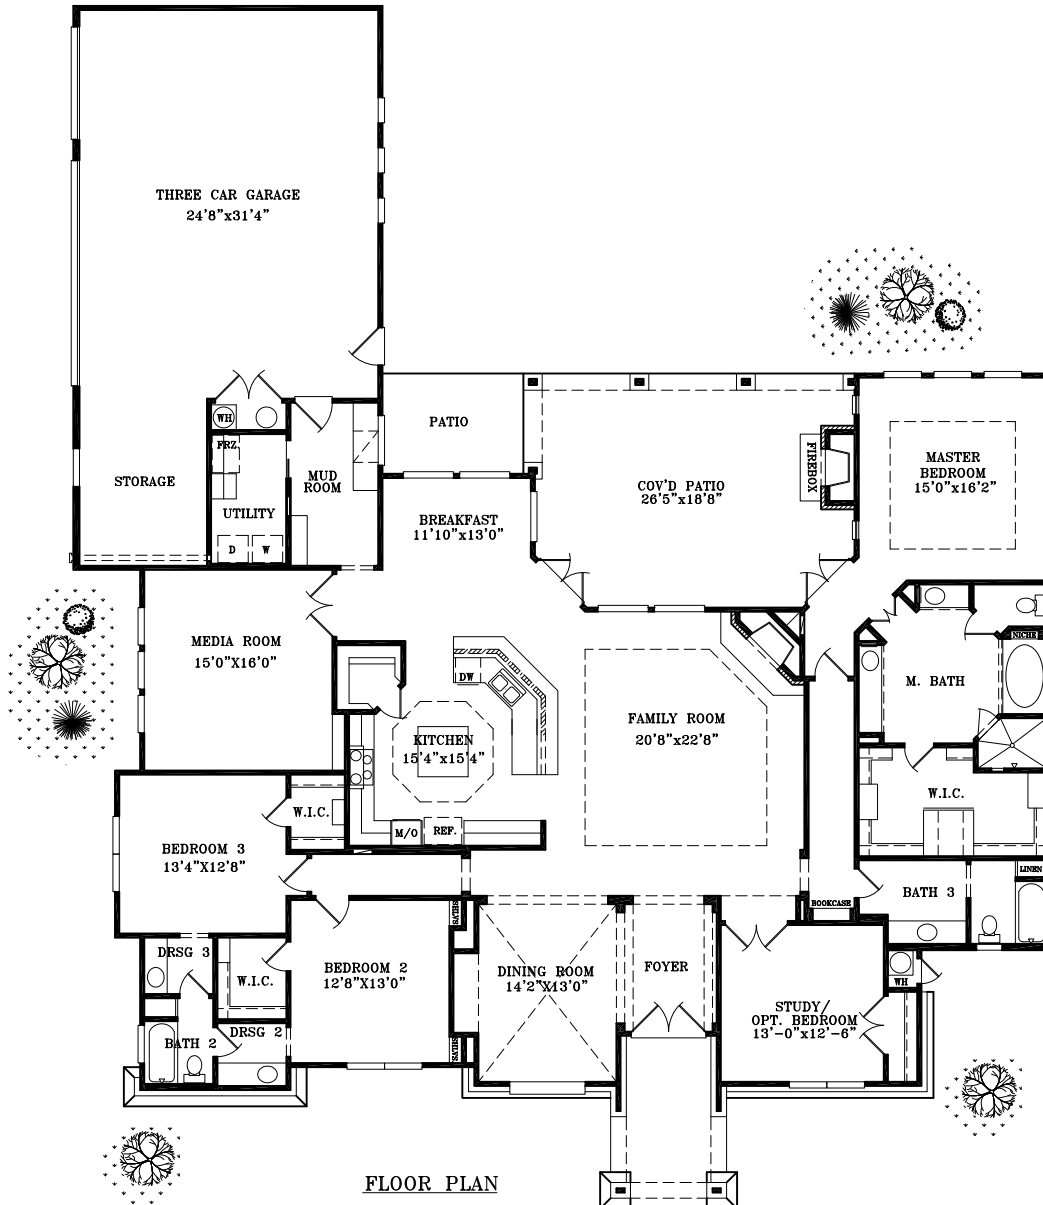 THREE CAR GARAGE
24'8"x31'4"
WH
FRZ
STORAGE
UTILITY
D
W
MUD
ROOM
PATIO
BREAKFAST
11'10"x13'0"
COV'D PATIO
26'5"x18'8"
FIREBOX
MASTER
BEDROOM
15'0"x16'2"
MEDIA ROOM
15'0"X16'0"
DW
KITCHEN
15'4"x15'4"
M/O
REF.
FAMILY ROOM
20'8"x22'8"
NICHE
M. BATH
W.I.C.
LINEN
BEDROOM 3
13'4"X12'8"
W.I.C.
BATH 3
BOOKCASE
DRSG 3
W.I.C.
BEDROOM 2
12'8"X13'0"
SHLVS
DINING ROOM
14'2"X13'0"
FOYER
WH
STUDY/
OPT. BEDROOM
13'-0"x12'-6"
BATH 2
DRSG 2
SHLVS
FLOOR PLAN